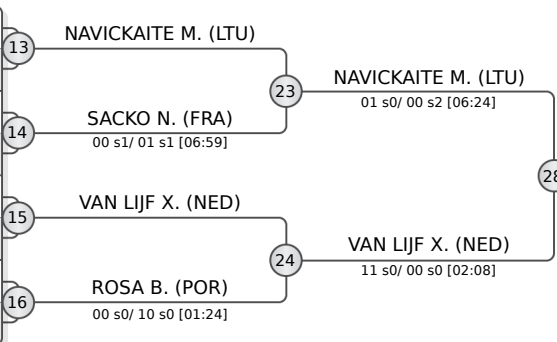 13
NAVICKAITE M. (LTU)
23
NAVICKAITE M. (LTU)
01 s0/ 00 s2 [06:24]
14
SACKO N. (FRA)
00 s1/ 01 s1 [06:59]
28
15
VAN LIJF X. (NED)
24
VAN LIJF X. (NED)
11 s0/ 00 s0 [02:08]
16
ROSA B. (POR)
00 s0/ 10 s0 [01:24]